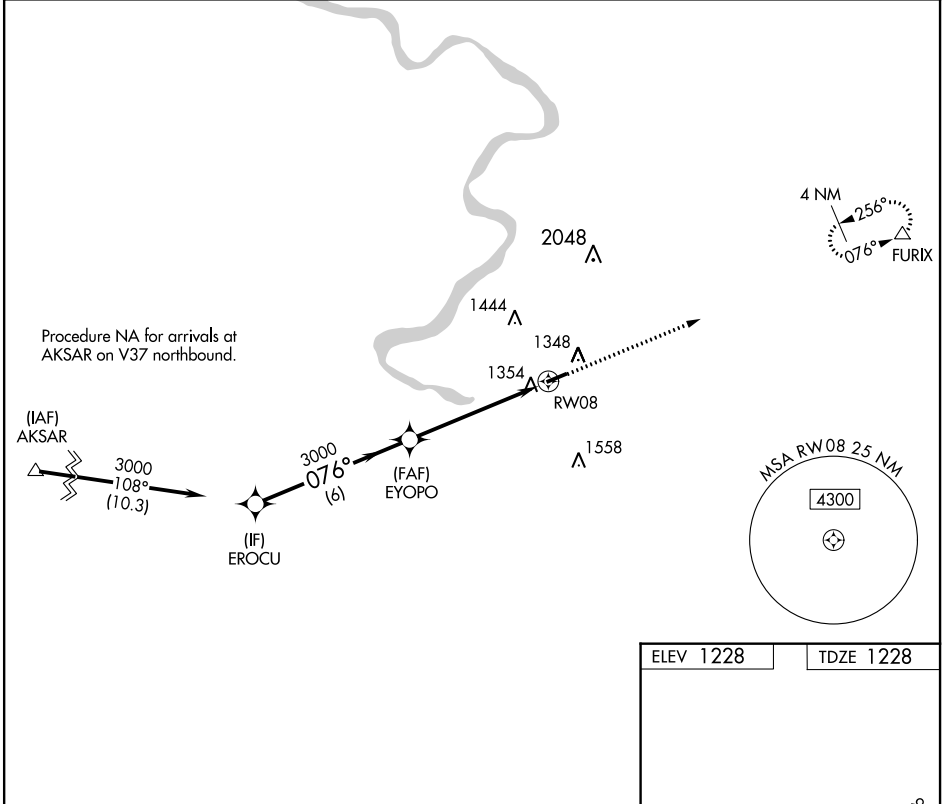 4 NM
256°
076°
FURIX
2048
1444
1348
1354
RW08
1558
Procedure NA for arrivals at
AKSAR on V37 northbound.
(IAF)
AKSAR
3000
108°
(10.3)
3000
076°
(6)
(FAF)
EYOPO
(IF)
EROCU
MSA RW08 25 NM
4300
ELEV 1228
TDZE 1228